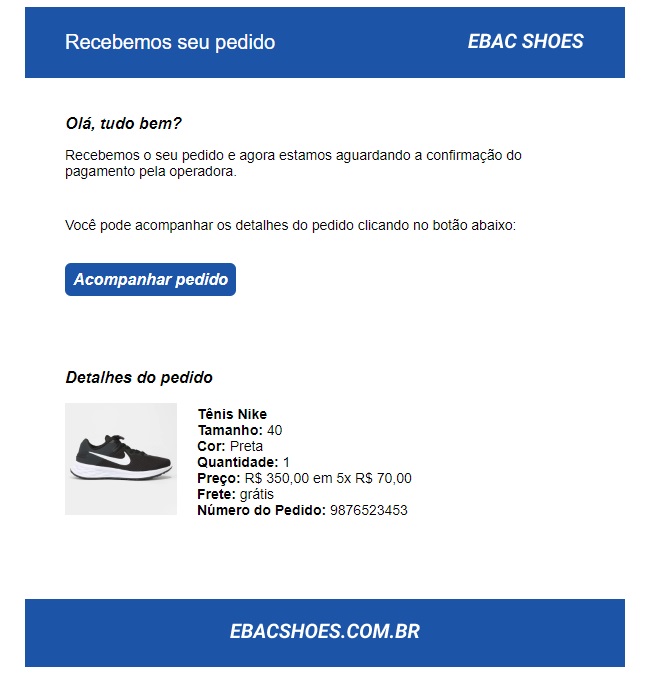 Recebemos seu pedido
EBAC SHOES
Olá, tudo bem?
Recebemos o seu pedido e agora estamos aguardando a confirmação do
pagamento pela operadora.
Você pode acompanhar os detalhes do pedido clicando no botão abaixo:
Acompanhar pedido
Detalhes do pedido
Tênis Nike
Tamanho: 40
Cor: Preta
Quantidade: 1
Preço: R$ 350,00 em 5x R$ 70,00
Frete: grátis
Número do Pedido: 9876523453
EBACSHOES.COM.BR